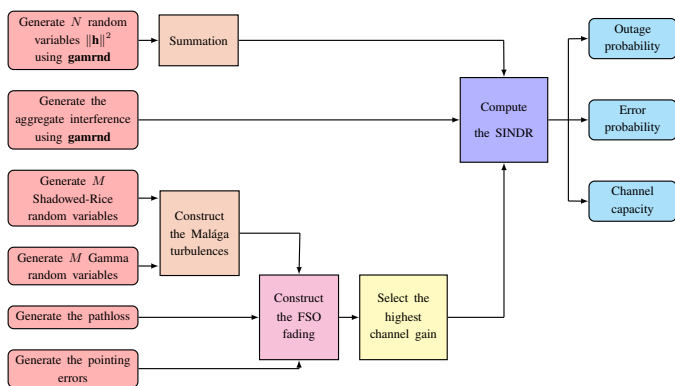 Generate N random
variables ‖h‖²
using gamrnd
Summation
Generate the
aggregate interference
using gamrnd
Compute
the SINDR
Outage
probability
Error
probability
Channel
capacity
Generate M
Shadowed-Rice
random variables
Generate M Gamma
random variables
Construct
the Malága
turbulences
Generate the pathloss
Generate the pointing
errors
Construct
the FSO
fading
Select the
highest
channel gain